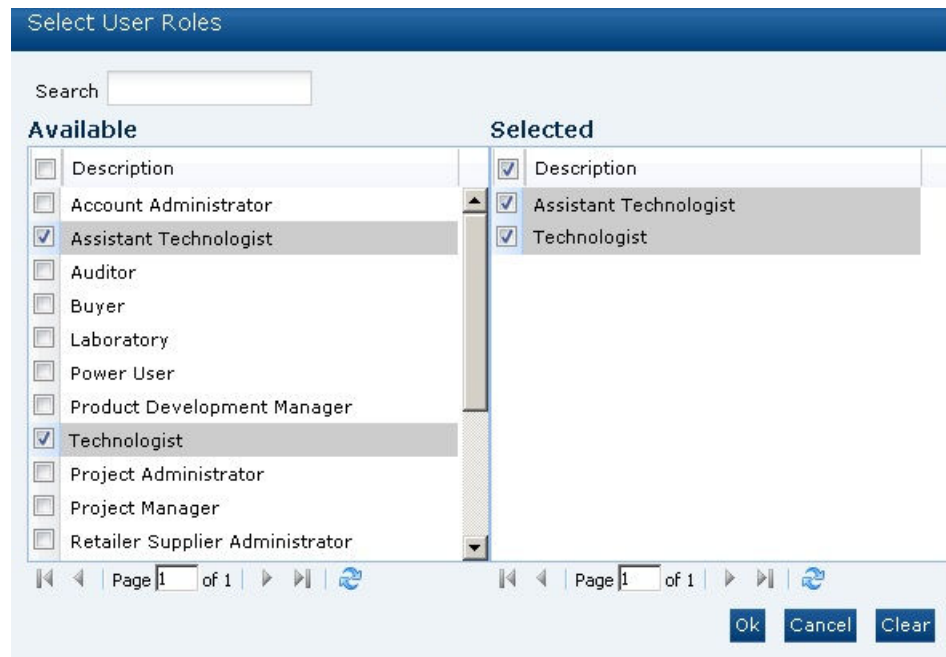 Select User Roles
Search
Available
Selected
Description
Description
Account Administrator
Assistant Technologist
Auditor
Buyer
Laboratory
Power User
Product Development Manager
Technologist
Project Administrator
Project Manager
Retailer Supplier Administrator
Assistant Technologist
Technologist
Page 1 of 1
Page 1 of 1
Ok
Cancel
Clear